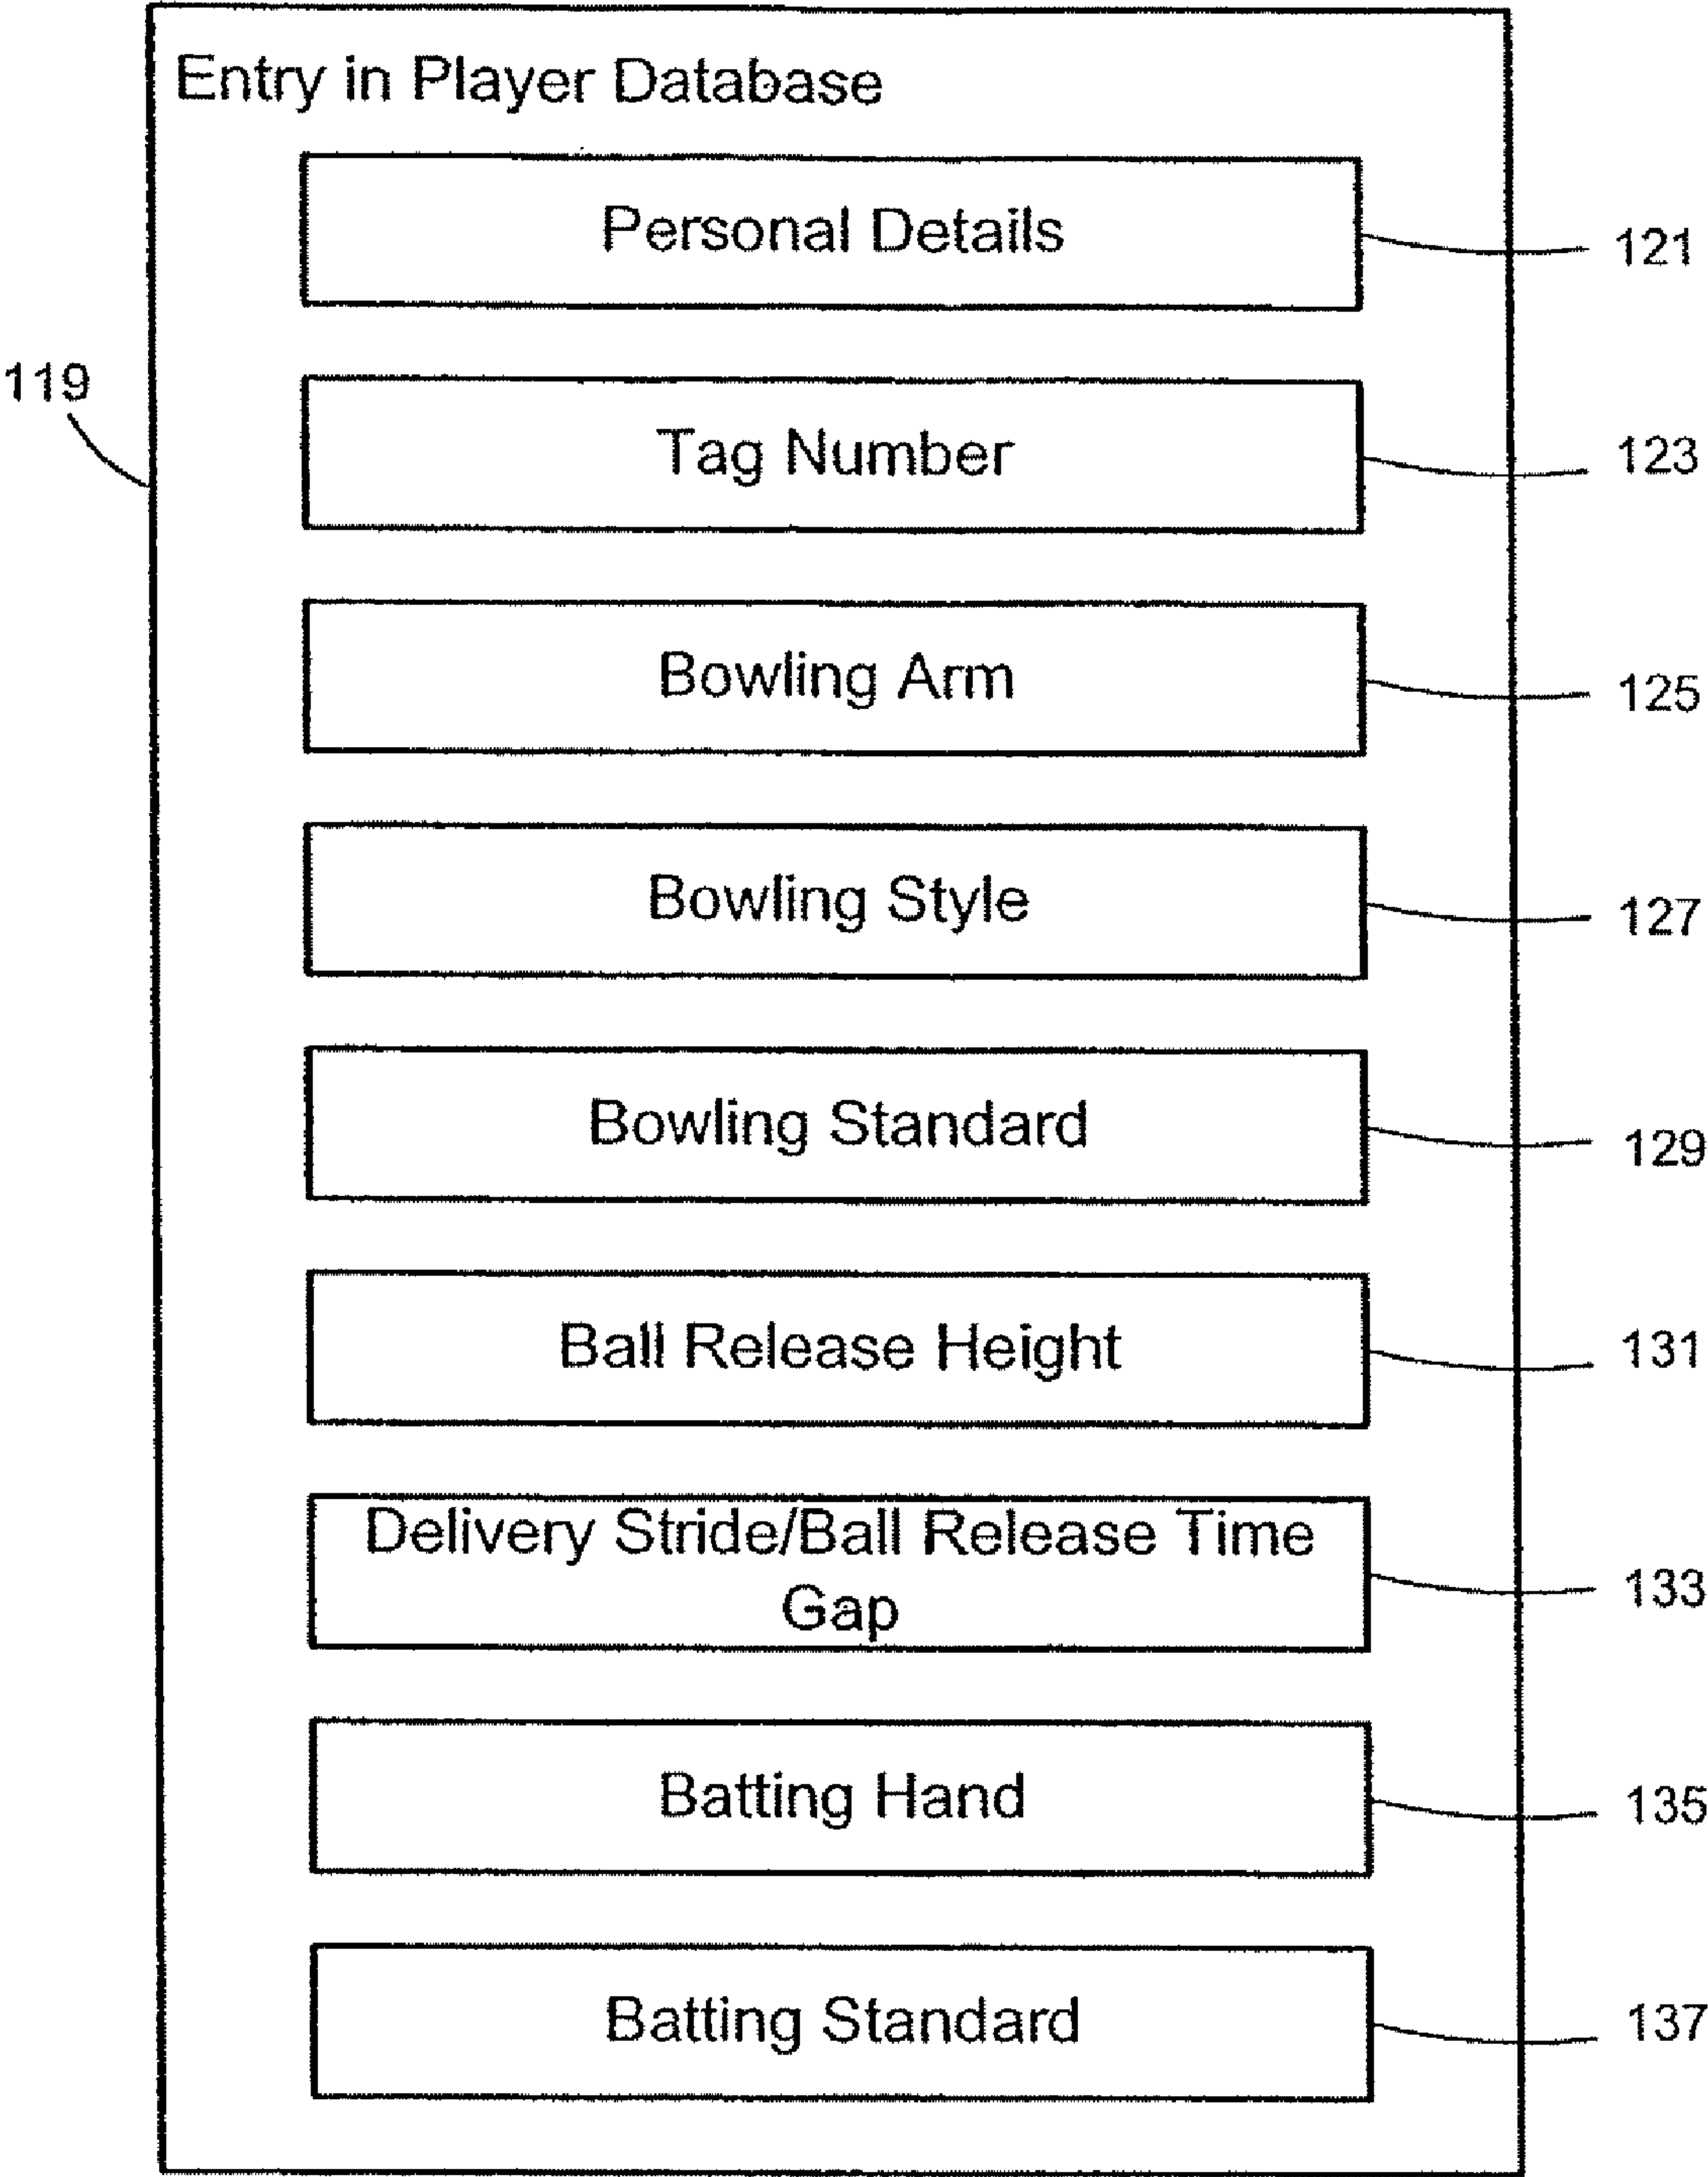 Entry in Player Database
Personal Details
121
119
Tag Number
123
Bowling Arm
125
Bowling Style
127
Bowling Standard
129
Ball Release Height
131
Delivery Stride/Ball Release Time
Gap
133
Batting Hand
135
Batting Standard
137